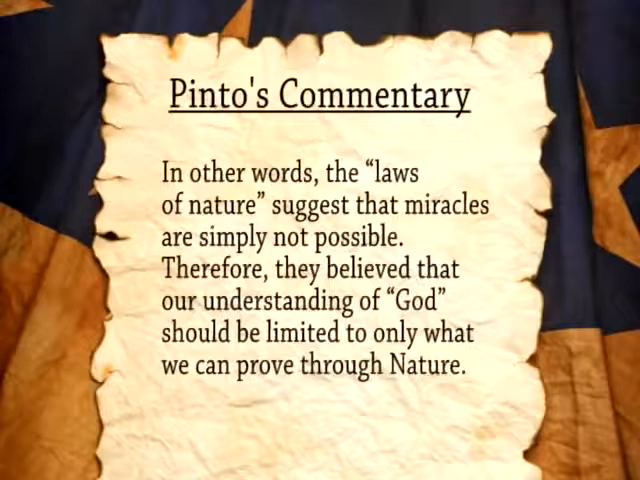 Pinto's Commentary
In other words, the “laws
of nature” suggest that miracles
are simply not possible.
Therefore, they believed that
our understanding of “God”
should be limited to only what
we can prove through Nature.